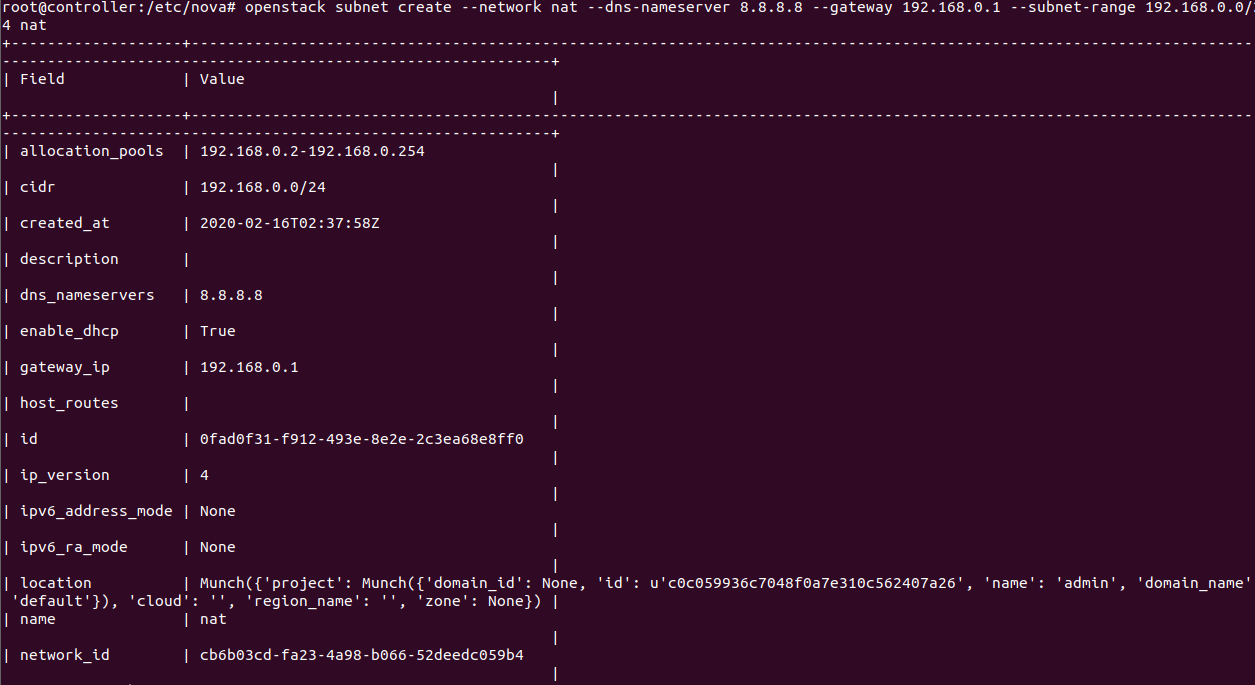 root@controller:/etc/nova# openstack subnet create --network nat --dns-nameserver 8.8.8.8 --gateway 192.168.0.1 --subnet-range 192.168.0.0/
4 nat
+-------------------+----------------------------------------------------------------------------------------------------------------------
-------------------------------------------------------------+
| Field             | Value
|
+-------------------+----------------------------------------------------------------------------------------------------------------------
-------------------------------------------------------------+
| allocation_pools  | 192.168.0.2-192.168.0.254
|
| cidr              | 192.168.0.0/24
|
| created_at        | 2020-02-16T02:37:58Z
|
| description       |
|
| dns_nameservers   | 8.8.8.8
|
| enable_dhcp       | True
|
| gateway_ip        | 192.168.0.1
|
| host_routes       |
|
| id                | 0fad0f31-f912-493e-8e2e-2c3ea68e8ff0
|
| ip_version        | 4
|
| ipv6_address_mode | None
|
| ipv6_ra_mode      | None
|
| location          | Munch({'project': Munch({'domain_id': None, 'id': u'c0c059936c7048f0a7e310c562407a26', 'name': 'admin', 'domain_name'
'default'}), 'cloud': '', 'region_name': '', 'zone': None}) |
| name              | nat
|
| network_id        | cb6b03cd-fa23-4a98-b066-52deedc059b4
|